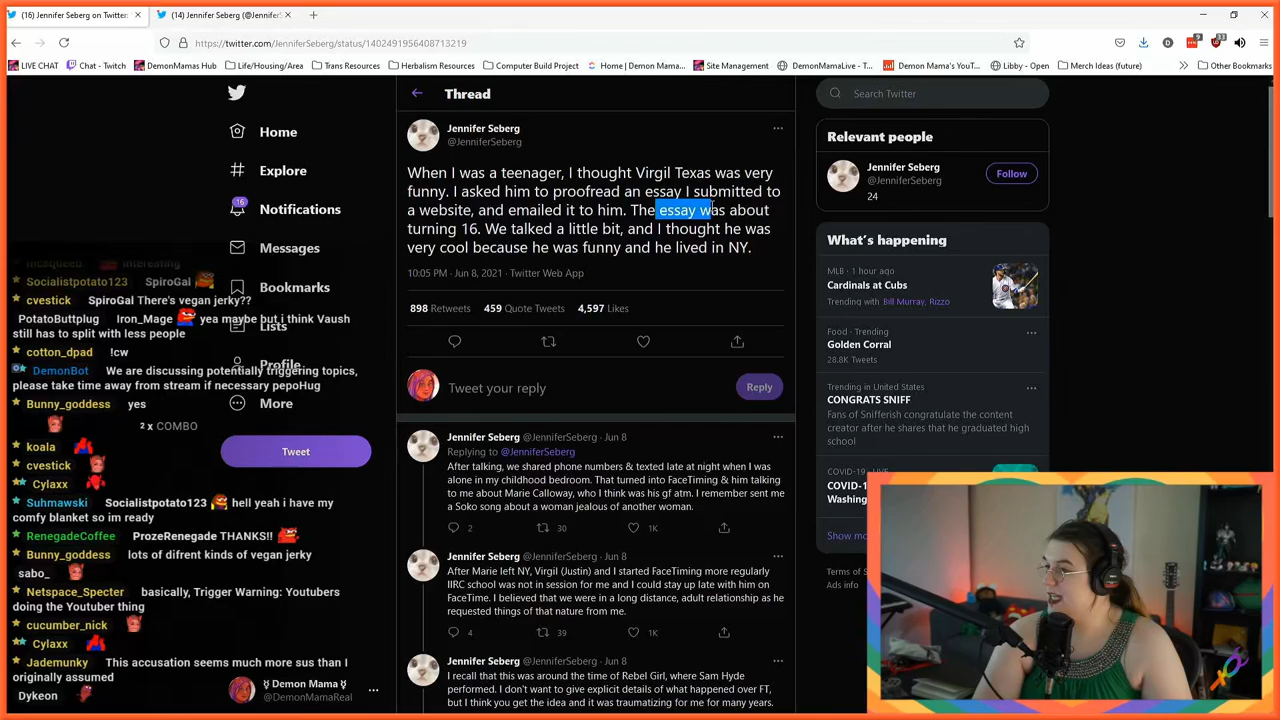 (16) Jennifer Seberg on Twitter:
(14) Jennifer Seberg (@Jennifer
https://twitter.com/JenniferSeberg/status/1402491956408713219
LIVE CHAT
Chat - Twitch
DemonMamas Hub
Life/Housing/Area
Trans Resources
Herbalism Resources
Computer Build Project
Home | Demon Mama...
Site Management
DemonMamaLive - T...
Demon Mama's YouT...
Libby - Open
Merch Ideas (future)
Other Bookmarks
Home
Explore
16
Notifications
Messages
Bookmarks
Lists
Profile
More
Tweet
☿ Demon Mama ☿
@DemonMamaReal
interesting
Socialistpotato123 SpiroGal
cvestick SpiroGal There's vegan jerky??
PotatoButtplug Iron_Mage yea maybe but i think Vaush
still has to split with less people
cotton_dpad !cw
DemonBot We are discussing potentially triggering topics,
please take time away from stream if necessary pepoHug
Bunny_goddess yes
2 x COMBO
koala
cvestick
Cylaxx
Suhmawski Socialistpotato123 hell yeah i have my
comfy blanket so im ready
RenegadeCoffee ProzeRenegade THANKS!!
Bunny_goddess lots of difrent kinds of vegan jerky
sabo_
Netspace_Specter basically, Trigger Warning: Youtubers
doing the Youtuber thing
cucumber_nick
Cylaxx
Jademunky This accusation seems much more sus than I
originally assumed
Dykeon
Thread
Jennifer Seberg
@JenniferSeberg
When I was a teenager, I thought Virgil Texas was very
funny. I asked him to proofread an essay I submitted to
a website, and emailed it to him. The essay was about
turning 16. We talked a little bit, and I thought he was
very cool because he was funny and he lived in NY.
10:05 PM · Jun 8, 2021 · Twitter Web App
898 Retweets 459 Quote Tweets 4,597 Likes
Tweet your reply
Reply
Jennifer Seberg @JenniferSeberg · Jun 8
Replying to @JenniferSeberg
After talking, we shared phone numbers & texted late at night when I was
alone in my childhood bedroom. That turned into FaceTiming & him talking
to me about Marie Calloway, who I think was his gf atm. I remember sent me
a Soko song about a woman jealous of another woman.
2 30 1K
Jennifer Seberg @JenniferSeberg · Jun 8
After Marie left NY, Virgil (Justin) and I started FaceTiming more regularly
IIRC school was not in session for me and I could stay up late with him on
FaceTime. I believed that we were in a long distance, adult relationship as he
requested things of that nature from me.
4 39 1K
Jennifer Seberg @JenniferSeberg · Jun 8
I recall that this was around the time of Rebel Girl, where Sam Hyde
performed. I don't want to give explicit details of what happened over FT,
but I think you get the idea and it was traumatizing for me for many years.
Search Twitter
Relevant people
Jennifer Seberg
@JenniferSeberg
Follow
24
What's happening
MLB · 1 hour ago
Cardinals at Cubs
Trending with Bill Murray, Rizzo
Food · Trending
Golden Corral
28.8K Tweets
Trending in United States
CONGRATS SNIFF
Fans of Snifferish congratulate the content
creator after he shares that he graduated high
school
COVID-19 · LIVE
COVID-1
Washing
Show mo
Terms of S
Ads info